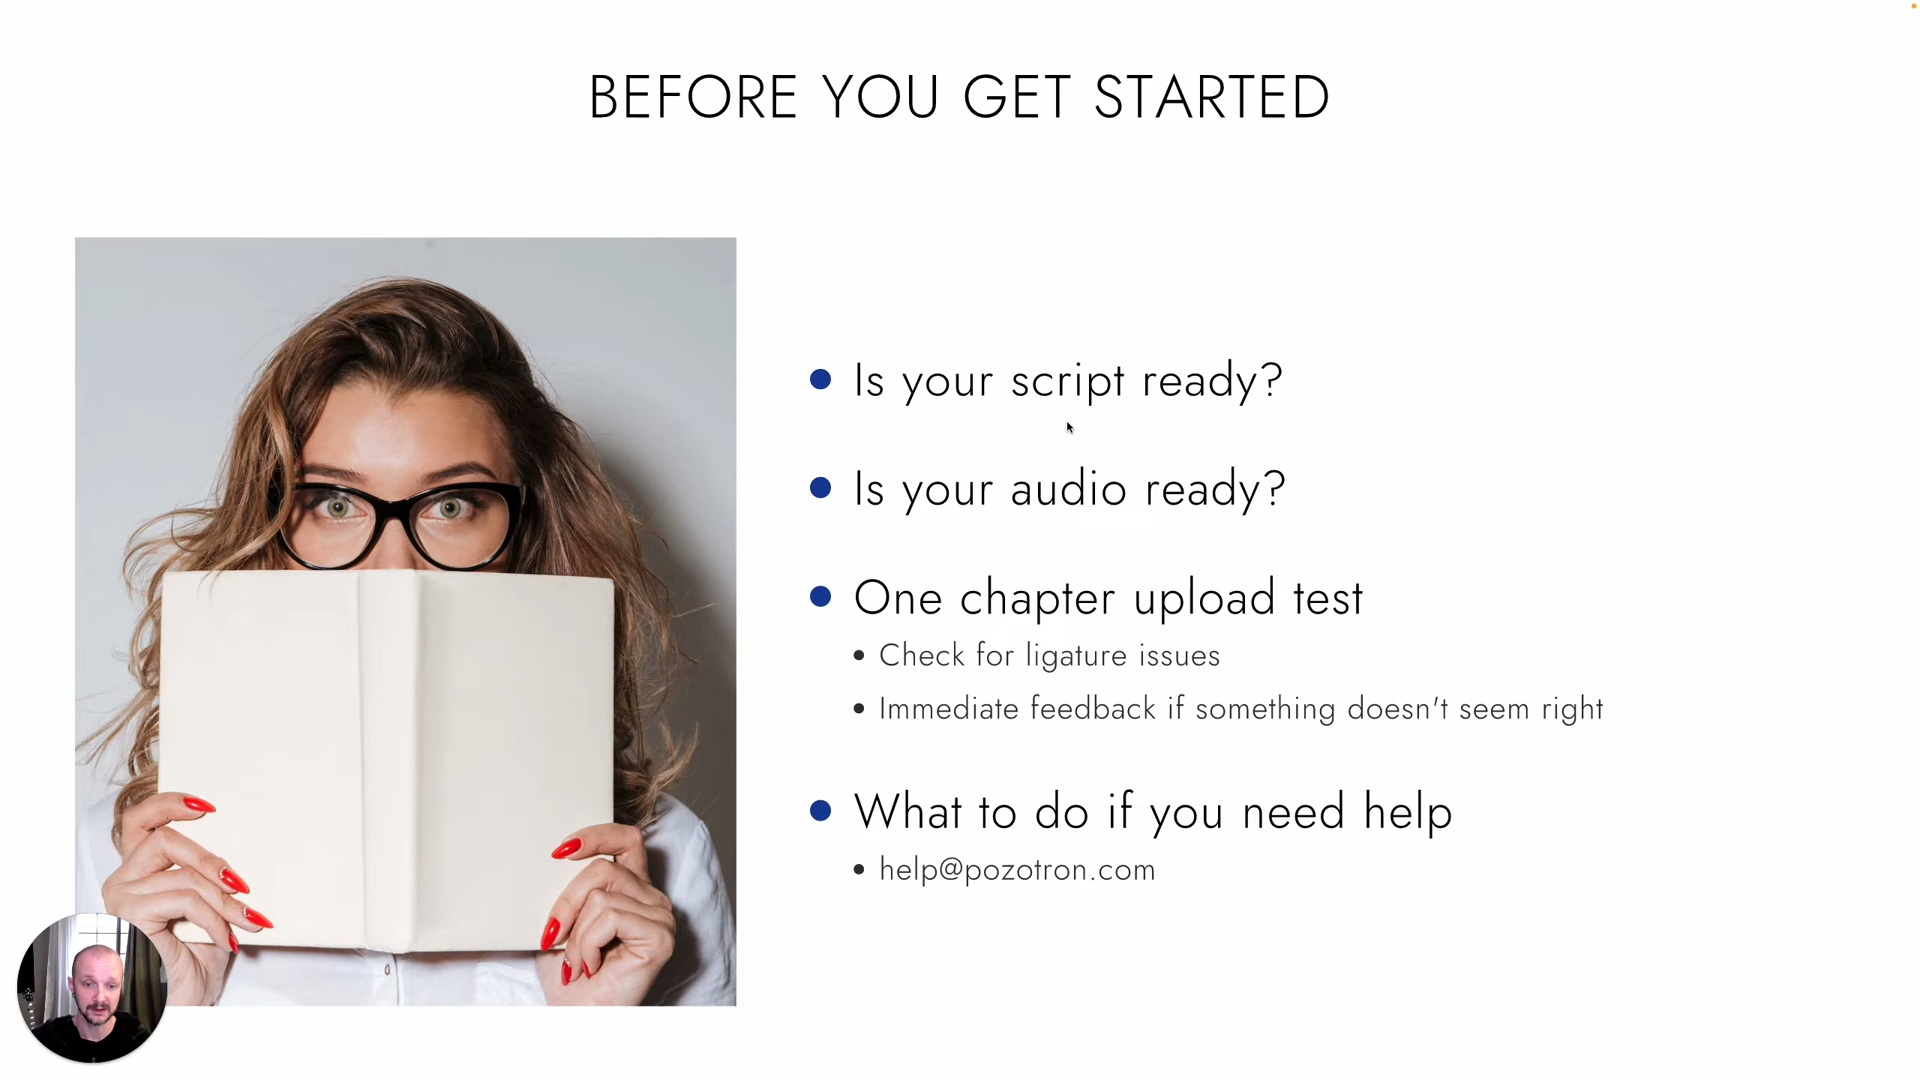 BEFORE YOU GET STARTED
Is your script ready?
Is your audio ready?
One chapter upload test
Check for ligature issues
Immediate feedback if something doesn't seem right
What to do if you need help
help@pozotron.com